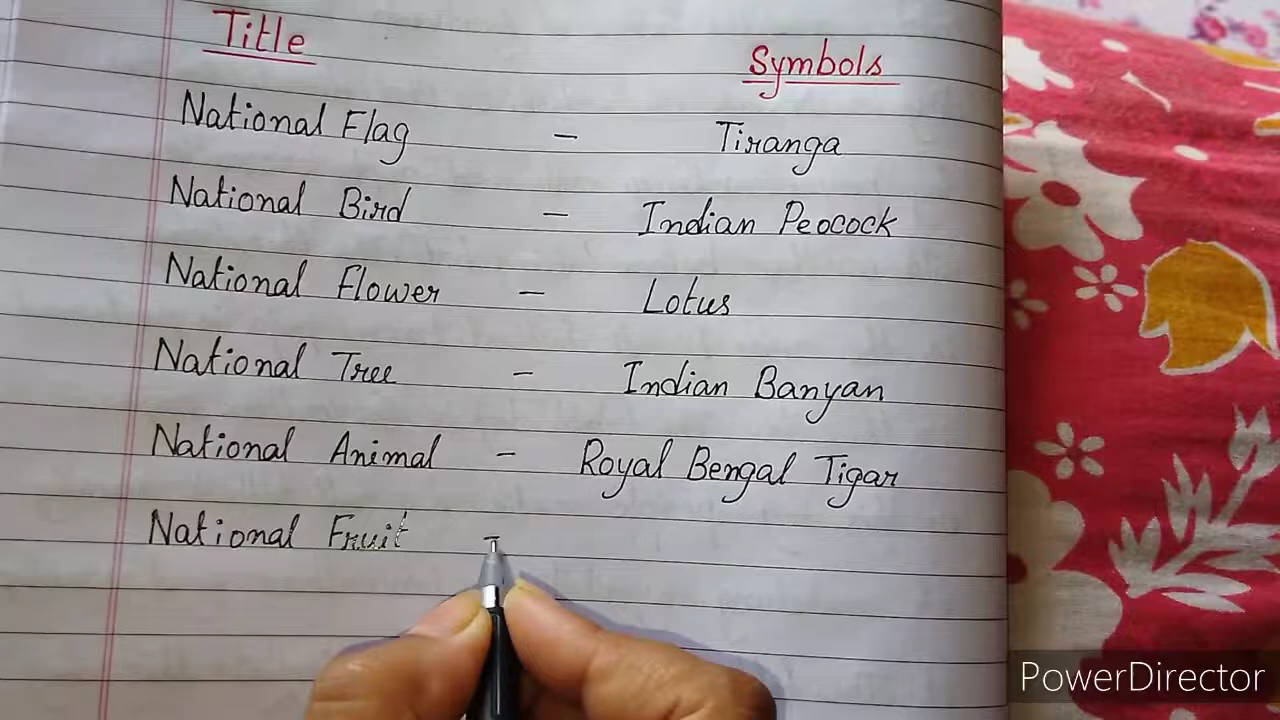 Title Symbols
National Flag - Tiranga
National Bird - Indian Peocock
National Flower - Lotus
National Tree - Indian Banyan
National Animal - Royal Bengal Tigar
National Fruit -
PowerDirector